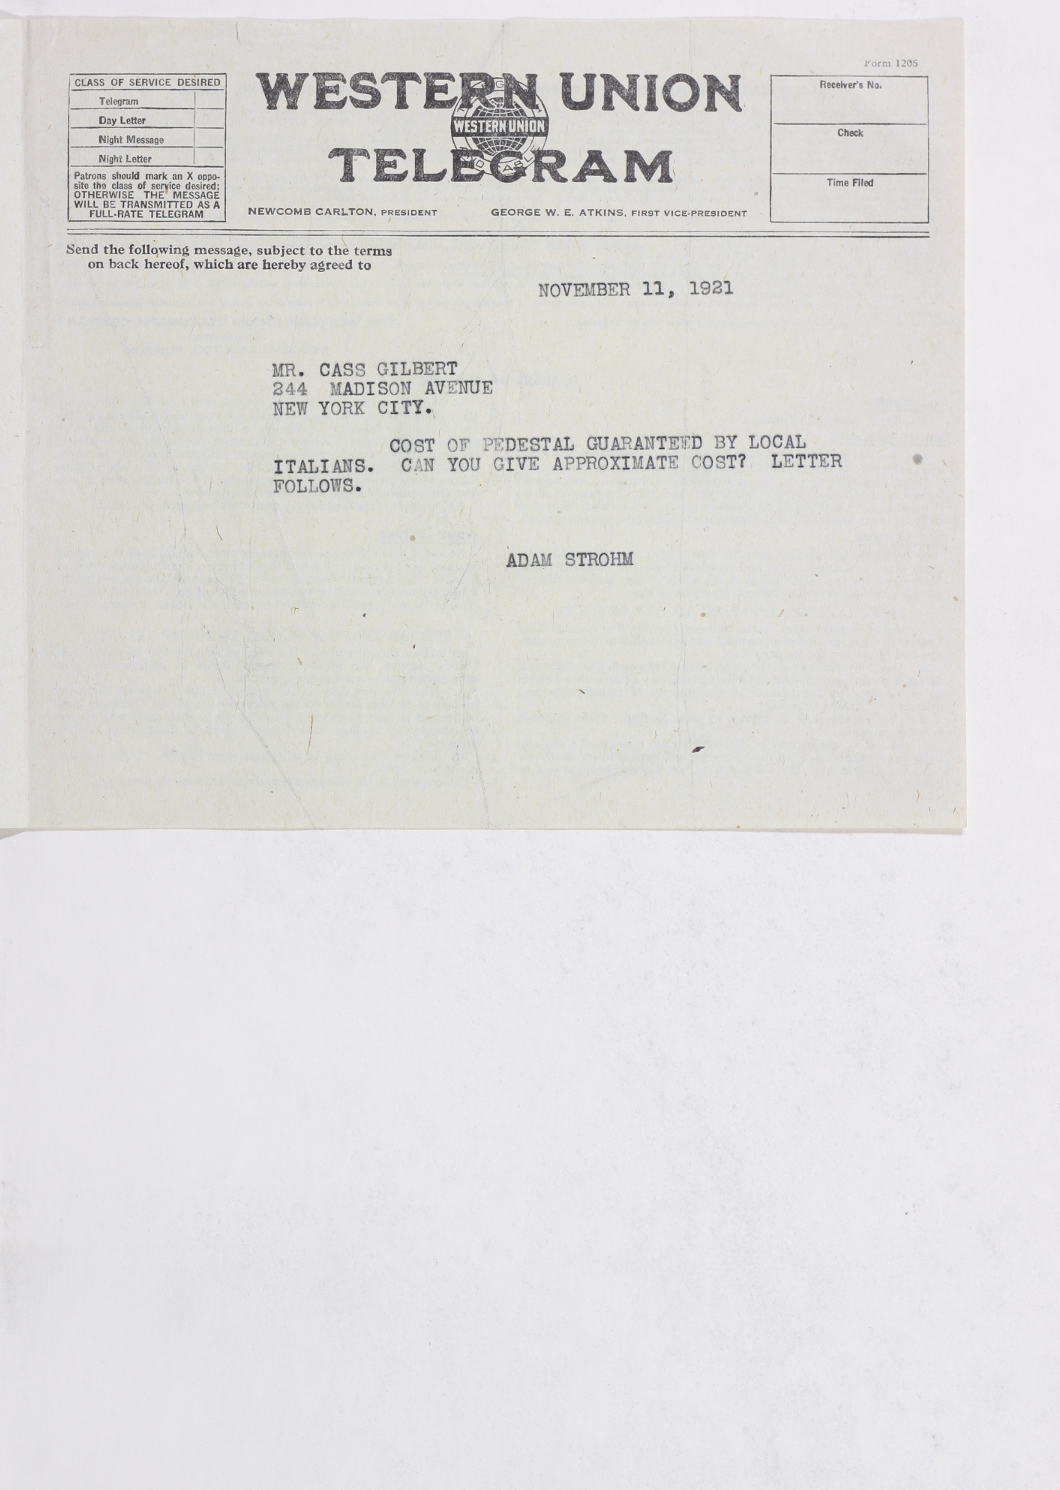 Form 1205
CLASS OF SERVICE DESIRED
Telegram
Day Letter
Night Message
Night Letter
Patrons should mark an X oppo-
site the class of service desired;
OTHERWISE THE MESSAGE
WILL BE TRANSMITTED AS A
FULL-RATE TELEGRAM
WESTERN UNION
WESTERN UNION
TELEGRAM
NEWCOMB CARLTON, PRESIDENT
GEORGE W. E. ATKINS, FIRST VICE-PRESIDENT
Receiver's No.
Check
Time Filed
Send the following message, subject to the terms
on back hereof, which are hereby agreed to
NOVEMBER 11, 1921
MR. CASS GILBERT
244 MADISON AVENUE
NEW YORK CITY.
COST OF PEDESTAL GUARANTEED BY LOCAL
ITALIANS. CAN YOU GIVE APPROXIMATE COST? LETTER
FOLLOWS.
ADAM STROHM